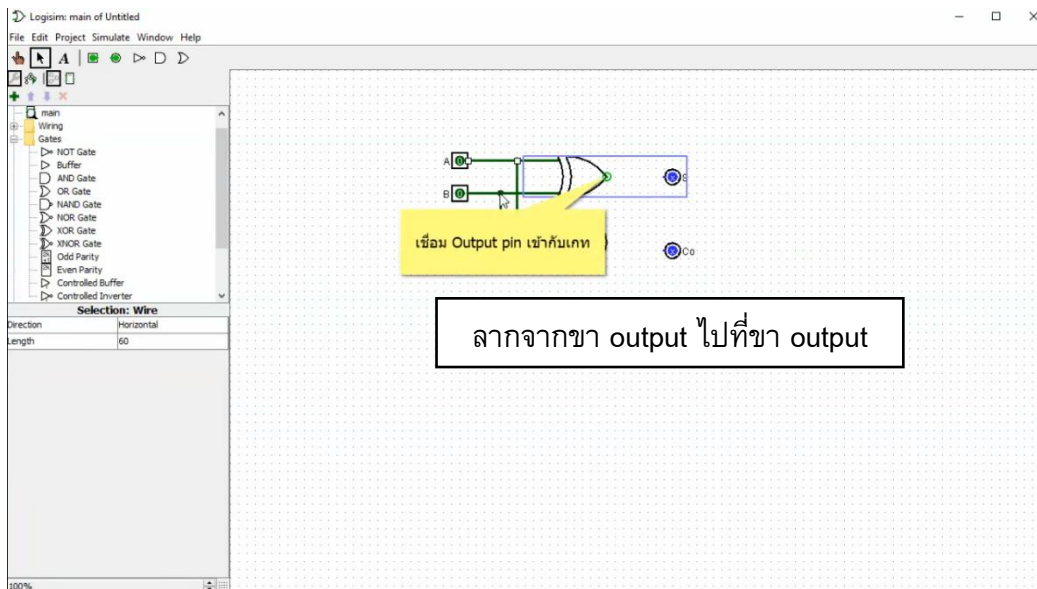 Logisim: main of Untitled
File Edit Project Simulate Window Help
A
main
Wiring
Gates
NOT Gate
Buffer
AND Gate
OR Gate
NAND Gate
NOR Gate
XOR Gate
XNOR Gate
Odd Parity
Even Parity
Controlled Buffer
Controlled Inverter
Selection: Wire
Direction Horizontal
Length 60
A 0
S
B 0
เชื่อม Output pin เข้ากับเกท
Co
ลากจากขา output ไปที่ขา output
100%